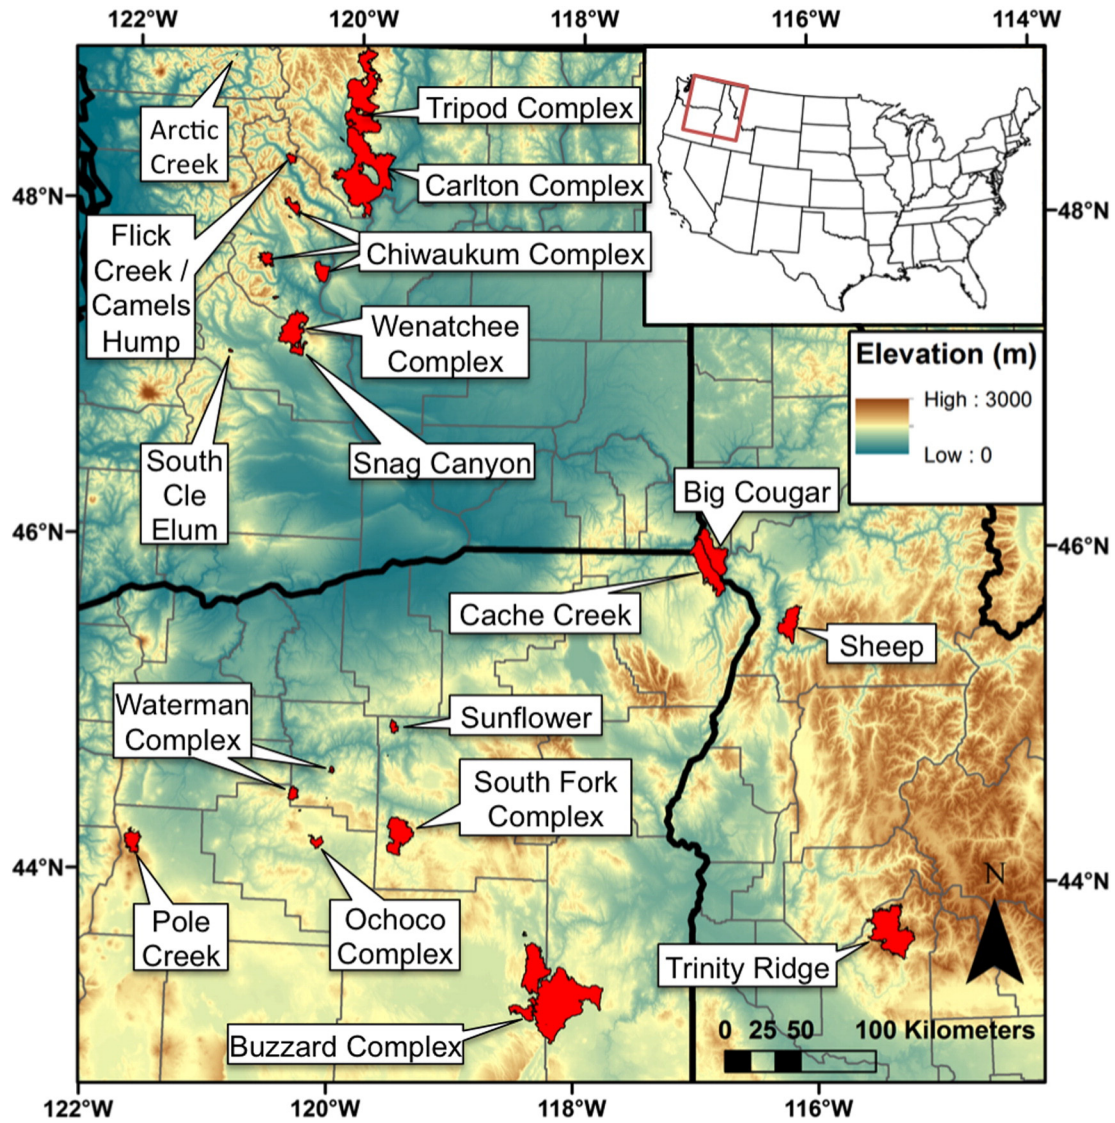 122°W
120°W
118°W
116°W
114°W
Arctic
Creek
Tripod Complex
Carlton Complex
48°N
48°N
Flick
Creek /
Camels
Hump
Chiwaukum Complex
Wenatchee
Complex
Elevation (m)
High : 3000
Low : 0
South
Cle
Elum
Snag Canyon
Big Cougar
46°N
46°N
Cache Creek
Sheep
Waterman
Complex
Sunflower
South Fork
Complex
44°N
44°N
N
Pole
Creek
Ochoco
Complex
Trinity Ridge
Buzzard Complex
0 25 50 100 Kilometers
122°W
120°W
118°W
116°W